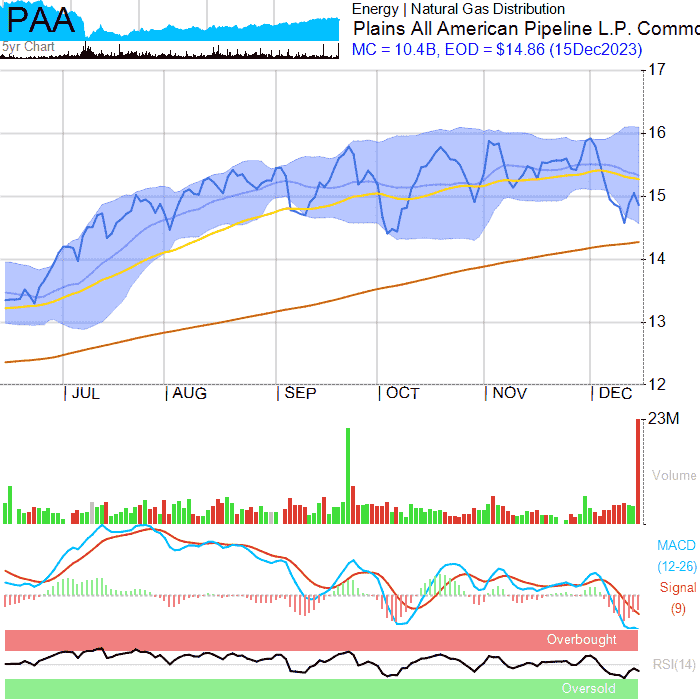 PAA
5yr Chart
Energy | Natural Gas Distribution
Plains All American Pipeline L.P. Commo
MC = 10.4B, EOD = $14.86 (15Dec2023)
17
16
15
14
13
12
JUL AUG SEP OCT NOV DEC
23M
Volume
MACD
(12-26)
Signal
(9)
Overbought
RSI(14)
Oversold